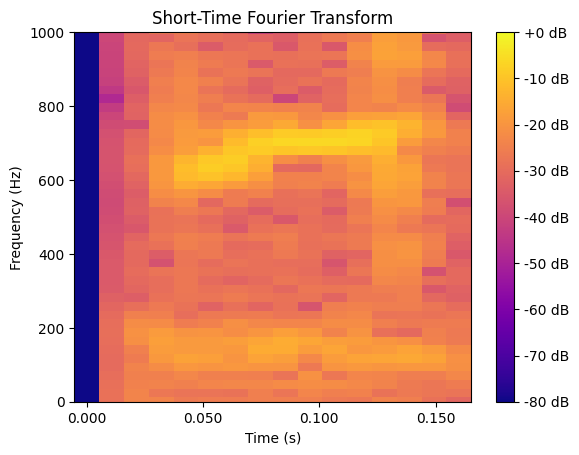 Short-Time Fourier Transform
1000
800
600
400
200
0
Frequency (Hz)
0.000
0.050
0.100
0.150
Time (s)
+0 dB
-10 dB
-20 dB
-30 dB
-40 dB
-50 dB
-60 dB
-70 dB
-80 dB